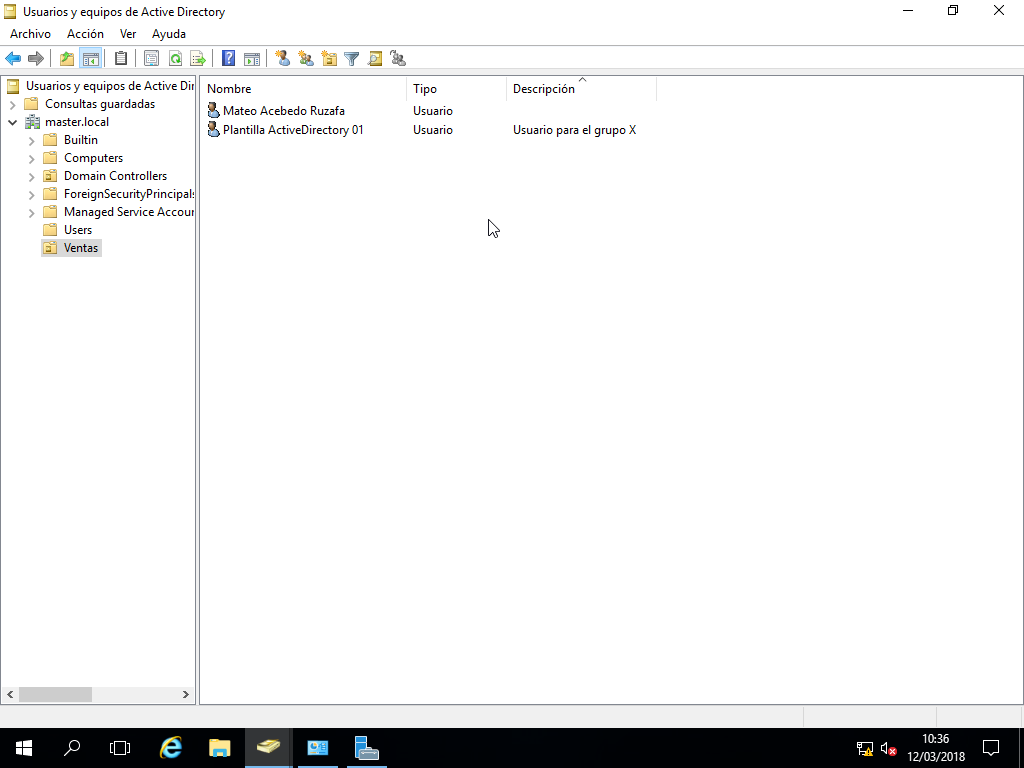 Usuarios y equipos de Active Directory
Archivo Acción Ver Ayuda
Usuarios y equipos de Active Dir
Consultas guardadas
master.local
Builtin
Computers
Domain Controllers
ForeignSecurityPrincipals
Managed Service Accour
Users
Ventas
Nombre Tipo Descripción
Mateo Acebedo Ruzafa Usuario
Plantilla ActiveDirectory 01 Usuario Usuario para el grupo X
10:36
12/03/2018